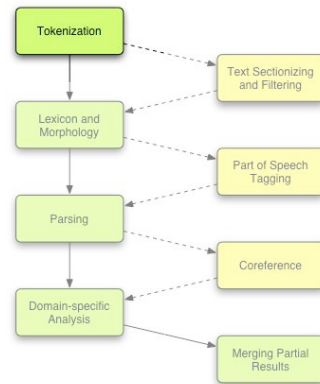 Tokenization
Text Sectionizing
and Filtering
Lexicon and
Morphology
Part of Speech
Tagging
Parsing
Coreference
Domain-specific
Analysis
Merging Partial
Results